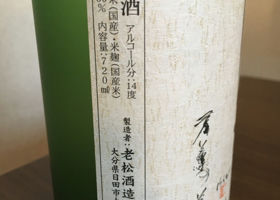 酒
アルコール分:14度
米(国産)・米麹(国産米)
% 内容量:720ml
製造者:
老松酒造
大分県日田市